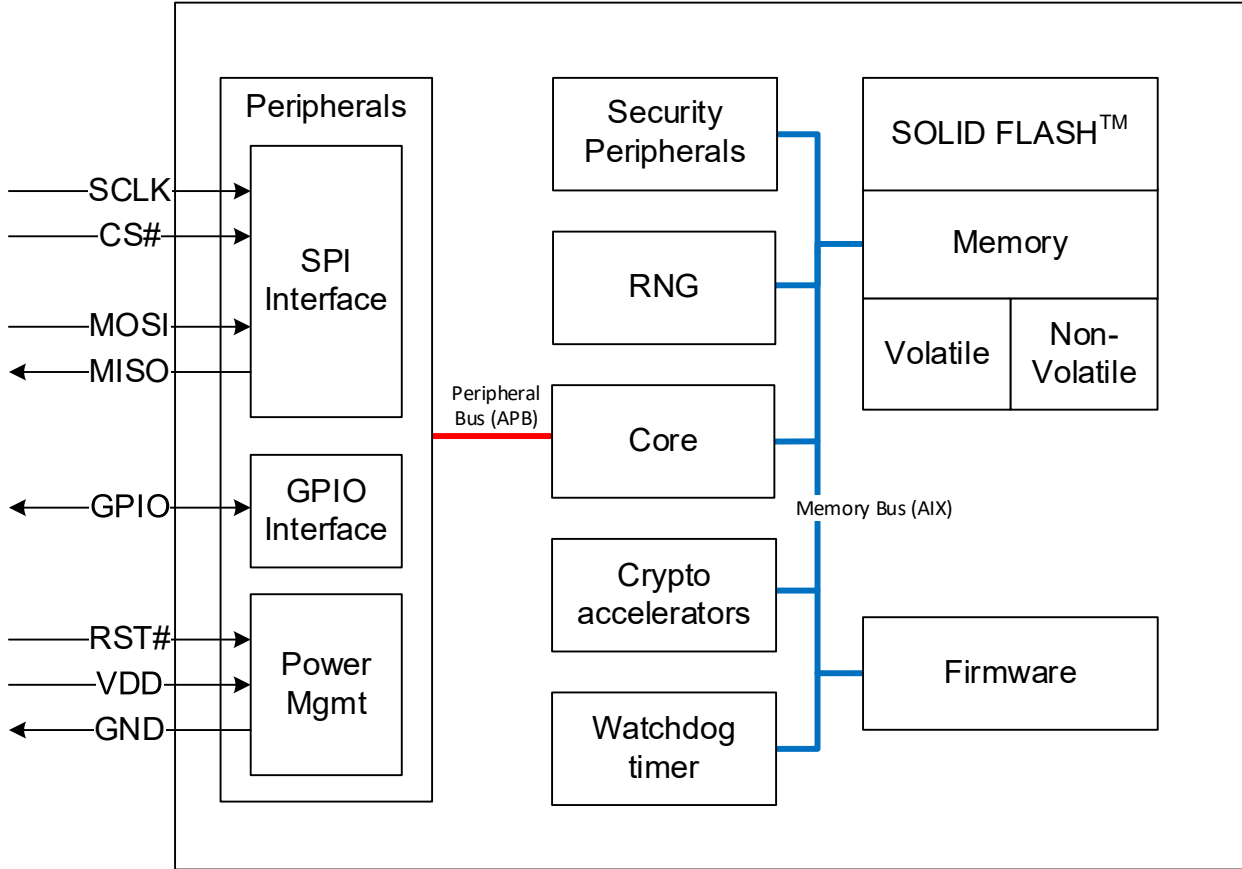 Peripherals
SCLK
CS#
SPI
Interface
MOSI
MISO
GPIO
GPIO
Interface
RST#
VDD
GND
Power
Mgmt
Peripheral
Bus (APB)
Security
Peripherals
RNG
Core
Crypto
accelerators
Watchdog
timer
Memory Bus (AIX)
SOLID FLASH™
Memory
Volatile
Non-
Volatile
Firmware